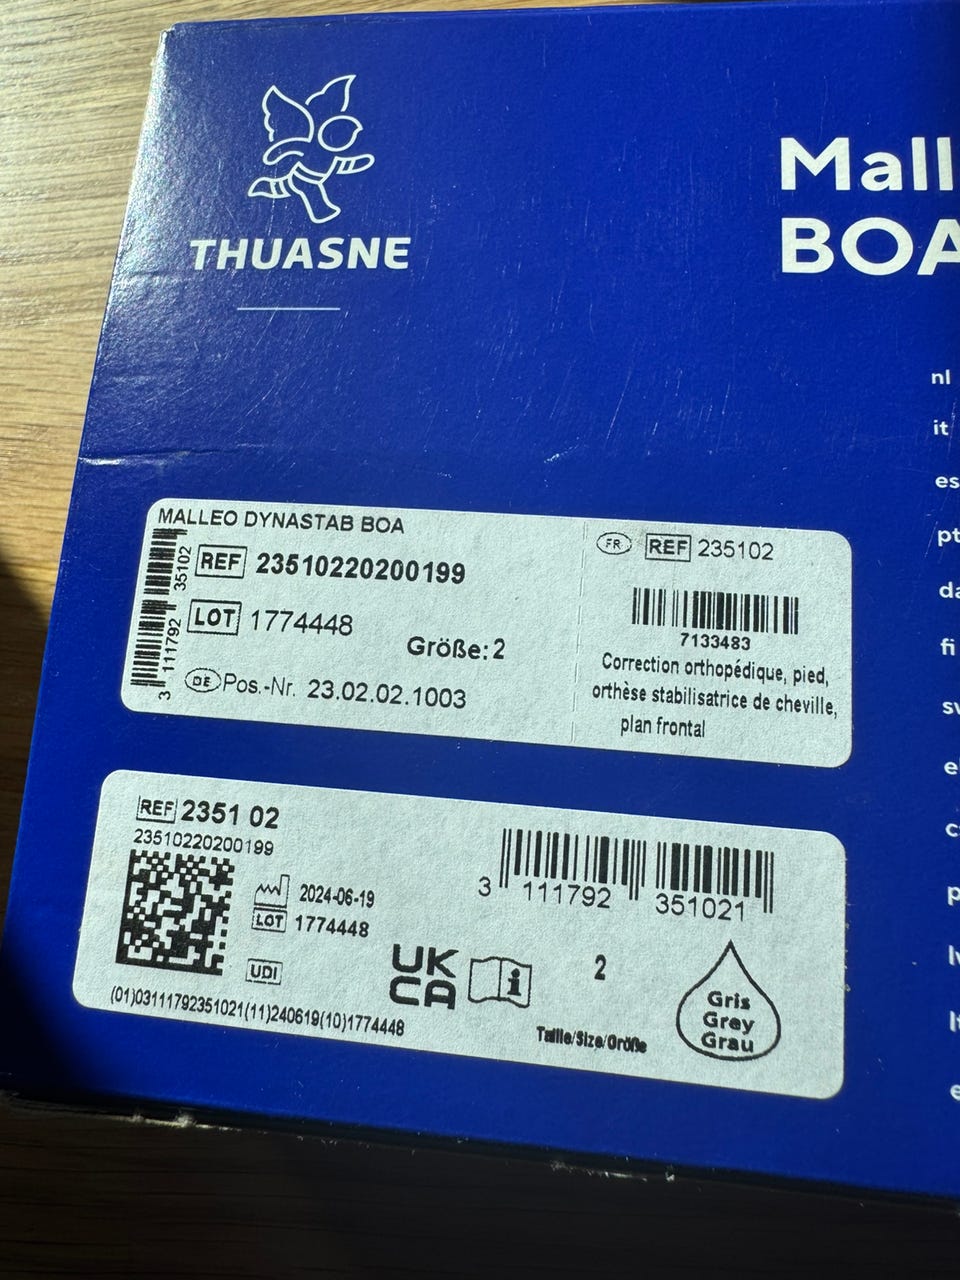 THUASNE
Mall
BOA
nl
it
es
pt
da
fi
sv
MALLEO DYNASTAB BOA
REF 23510220200199
LOT 1774448
Größe: 2
DE Pos.-Nr. 23.02.02.1003
3 111792 35102
FR REF 235102
7133483
Correction orthopédique, pied,
orthèse stabilisatrice de cheville,
plan frontal
REF 2351 02
23510220200199
2024-06-19
LOT 1774448
UDI
(01)03111792351021(11)240619(10)1774448
3 111792 351021
UK
CA
2
Taille/Size/Größe
Gris
Grey
Grau